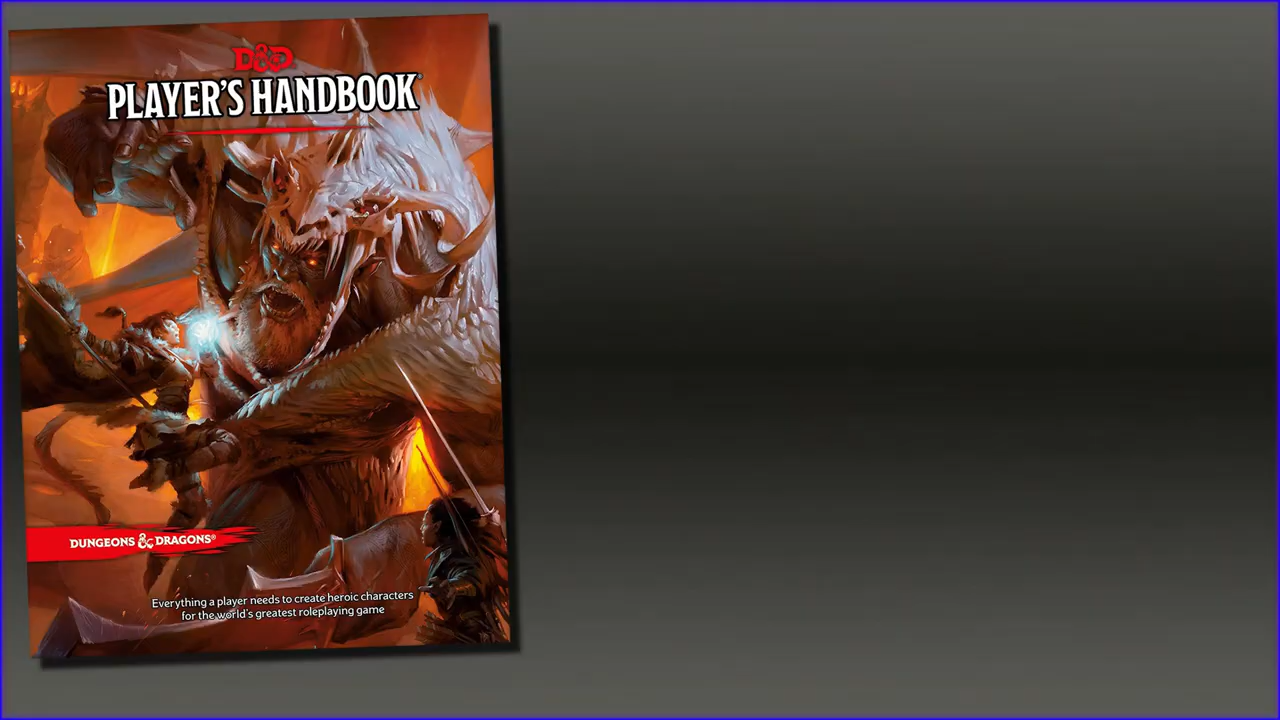 D&D
PLAYER'S HANDBOOK®
DUNGEONS & DRAGONS®
Everything a player needs to create heroic characters
for the world's greatest roleplaying game